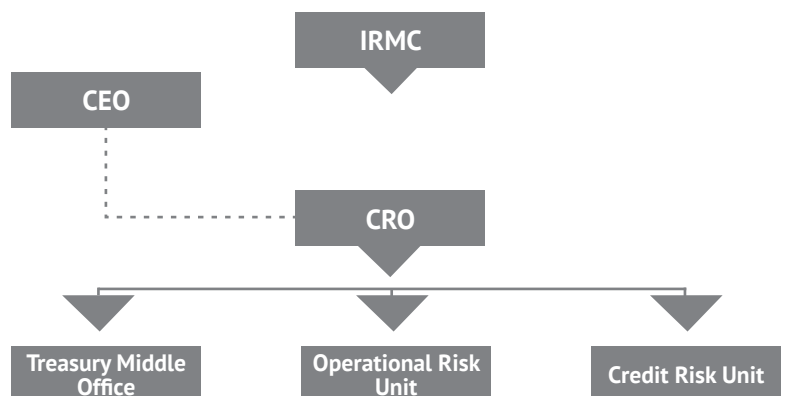 IRMC
CEO
CRO
Treasury Middle
Office
Operational Risk
Unit
Credit Risk Unit